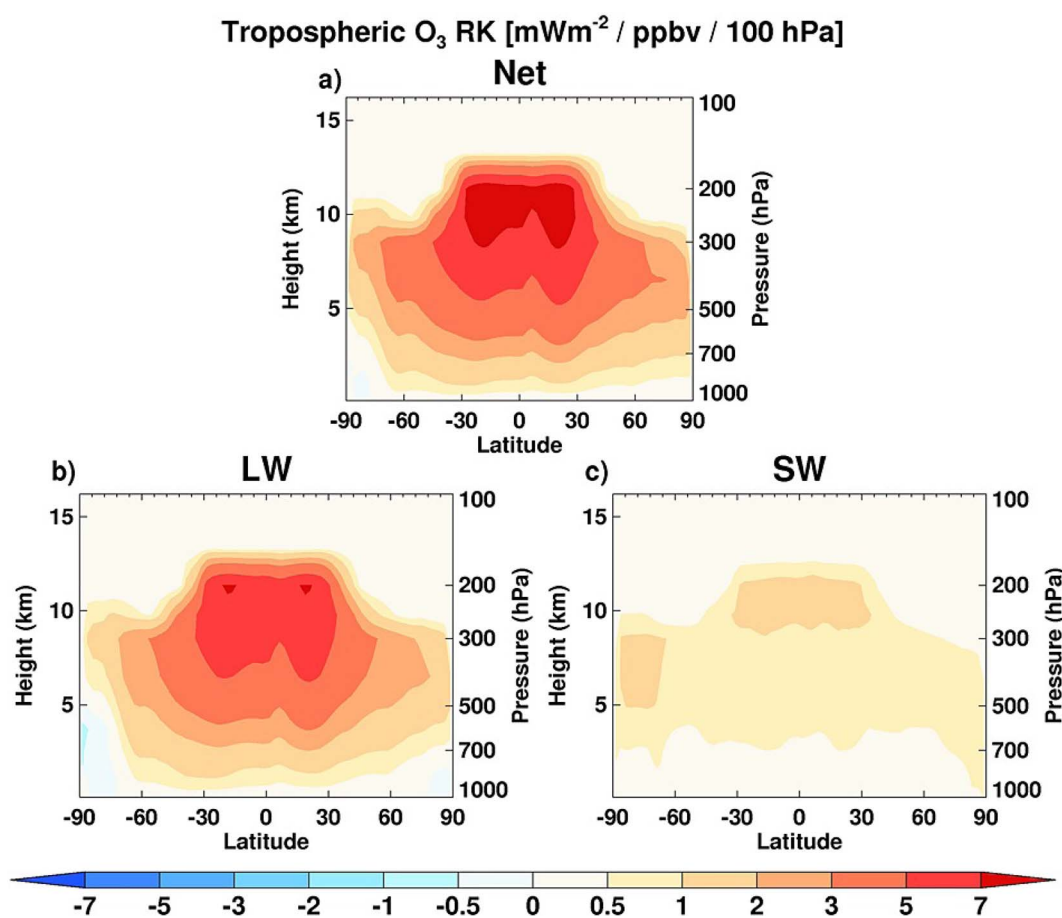 Tropospheric O₃ RK [mWm⁻² / ppbv / 100 hPa]
a) Net
Height (km)
15
10
5
Pressure (hPa)
100
200
300
500
700
1000
-90 -60 -30 0 30 60 90
Latitude
b) LW
Height (km)
15
10
5
Pressure (hPa)
100
200
300
500
700
1000
-90 -60 -30 0 30 60 90
Latitude
c) SW
Height (km)
15
10
5
Pressure (hPa)
100
200
300
500
700
1000
-90 -60 -30 0 30 60 90
Latitude
-7 -5 -3 -2 -1 -0.5 0 0.5 1 2 3 5 7